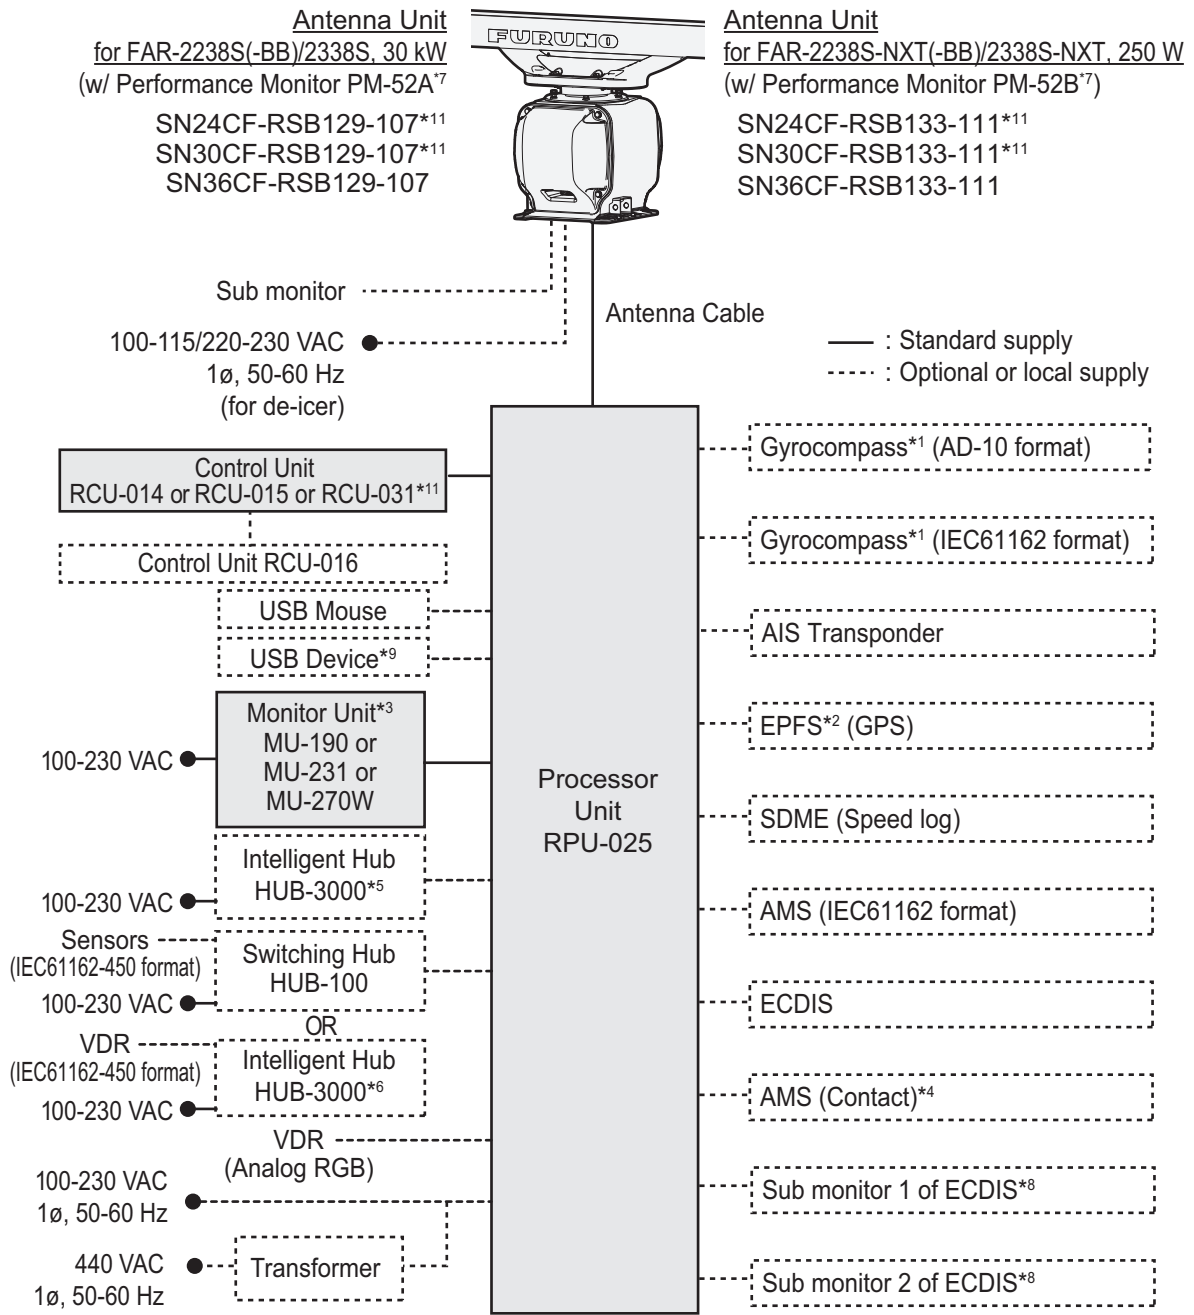 Antenna Unit
for FAR-2238S(-BB)/2338S, 30 kW
(w/ Performance Monitor PM-52A*7
SN24CF-RSB129-107*11
SN30CF-RSB129-107*11
SN36CF-RSB129-107
FURUNO
Antenna Unit
for FAR-2238S-NXT(-BB)/2338S-NXT, 250 W
(w/ Performance Monitor PM-52B*7)
SN24CF-RSB133-111*11
SN30CF-RSB133-111*11
SN36CF-RSB133-111
Sub monitor
100-115/220-230 VAC
1ø, 50-60 Hz
(for de-icer)
Antenna Cable
: Standard supply
: Optional or local supply
Control Unit
RCU-014 or RCU-015 or RCU-031*11
Control Unit RCU-016
USB Mouse
USB Device*9
Monitor Unit*3
MU-190 or
MU-231 or
MU-270W
100-230 VAC
Intelligent Hub
HUB-3000*5
100-230 VAC
Sensors
(IEC61162-450 format)
Switching Hub
HUB-100
100-230 VAC
OR
VDR
(IEC61162-450 format)
Intelligent Hub
HUB-3000*6
100-230 VAC
VDR
(Analog RGB)
100-230 VAC
1ø, 50-60 Hz
440 VAC
1ø, 50-60 Hz
Transformer
Processor
Unit
RPU-025
Gyrocompass*1 (AD-10 format)
Gyrocompass*1 (IEC61162 format)
AIS Transponder
EPFS*2 (GPS)
SDME (Speed log)
AMS (IEC61162 format)
ECDIS
AMS (Contact)*4
Sub monitor 1 of ECDIS*8
Sub monitor 2 of ECDIS*8